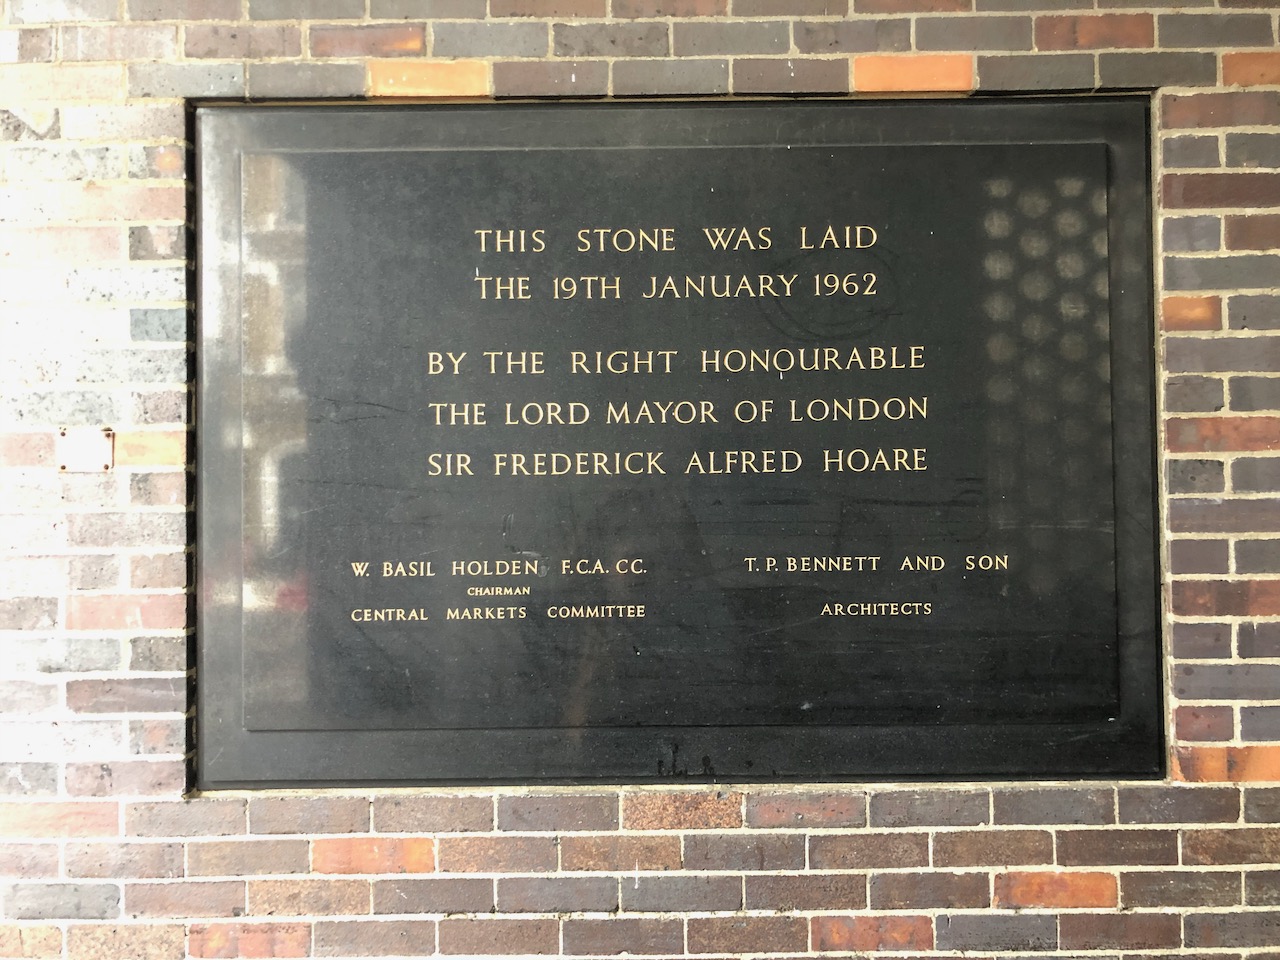 THIS STONE WAS LAID
THE 19TH JANUARY 1962
BY THE RIGHT HONOURABLE
THE LORD MAYOR OF LONDON
SIR FREDERICK ALFRED HOARE
W. BASIL HOLDEN F.C.A. CC.
CHAIRMAN
CENTRAL MARKETS COMMITTEE
T. P. BENNETT AND SON
ARCHITECTS